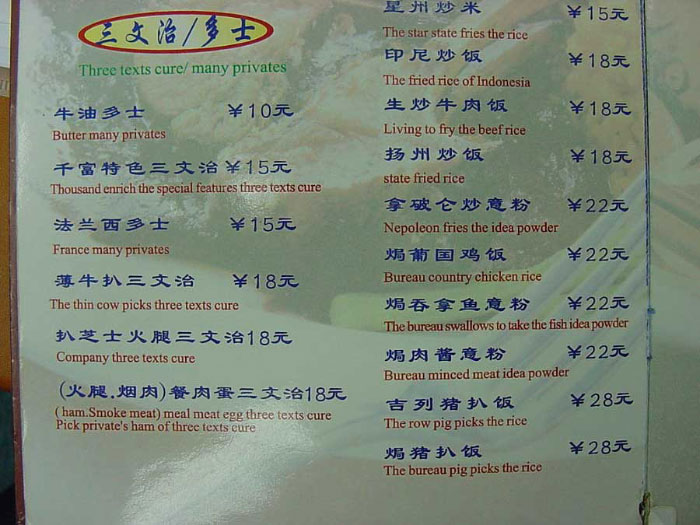 三文治/多士
Three texts cure/ many privates
牛油多士 ￥10元
Butter many privates
千富特色三文治￥15元
Thousand enrich the special features three texts cure
法兰西多士 ￥15元
France many privates
薄牛扒三文治 ￥18元
The thin cow picks three texts cure
扒芝士火腿三文治18元
Company three texts cure
(火腿.烟肉)餐肉蛋三文治18元
( ham.Smoke meat) meal meat egg three texts cure
Pick private's ham of three texts cure
星州炒米 ￥15元
The star state fries the rice
印尼炒饭 ￥18元
The fried rice of Indonesia
生炒牛肉饭 ￥18元
Living to fry the beef rice
扬州炒饭 ￥18元
state fried rice
拿破仑炒意粉 ￥22元
Nepoleon fries the idea powder
焗葡国鸡饭 ￥22元
Bureau country chicken rice
焗吞拿鱼意粉 ￥22元
The bureau swallows to take the fish idea powder
焗肉酱意粉 ￥22元
Bureau minced meat idea powder
吉列猪扒饭 ￥28元
The row pig picks the rice
焗猪扒饭 ￥28元
The bureau pig picks the rice